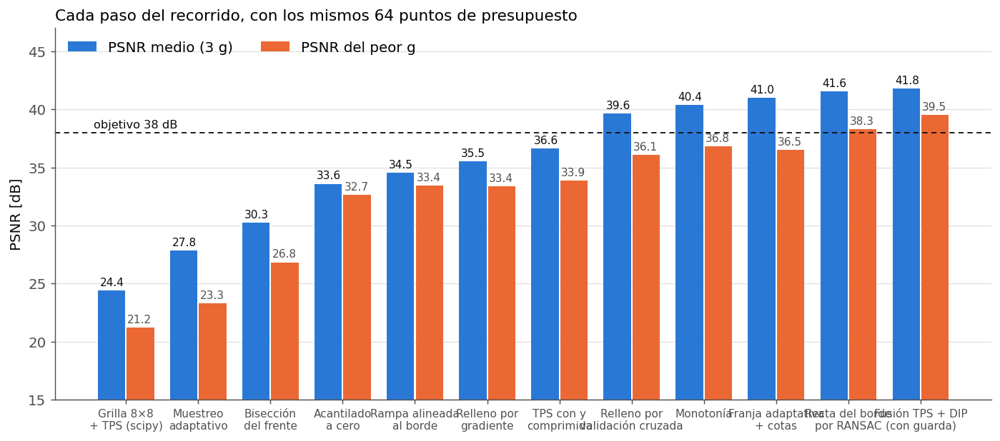 Cada paso del recorrido, con los mismos 64 puntos de presupuesto
PSNR medio (3 g)
PSNR del peor g
PSNR [dB]
45
40
35
30
25
20
15
objetivo 38 dB
24.4
21.2
27.8
23.3
30.3
26.8
33.6
32.7
34.5
33.4
35.5
33.4
36.6
33.9
39.6
36.1
40.4
36.8
41.0
36.5
41.6
38.3
41.8
39.5
Grilla 8×8
+ TPS (scipy)
Muestreo
adaptativo
Bisección
del frente
Acantilado
a cero
Rampa alineada
al borde
Relleno por
gradiente
TPS con y
comprimida
Relleno por
validación cruzada
Monotonía
Franja adaptativa
+ cotas
Recta del borde
por RANSAC
Fusión TPS + DIP
(con guarda)